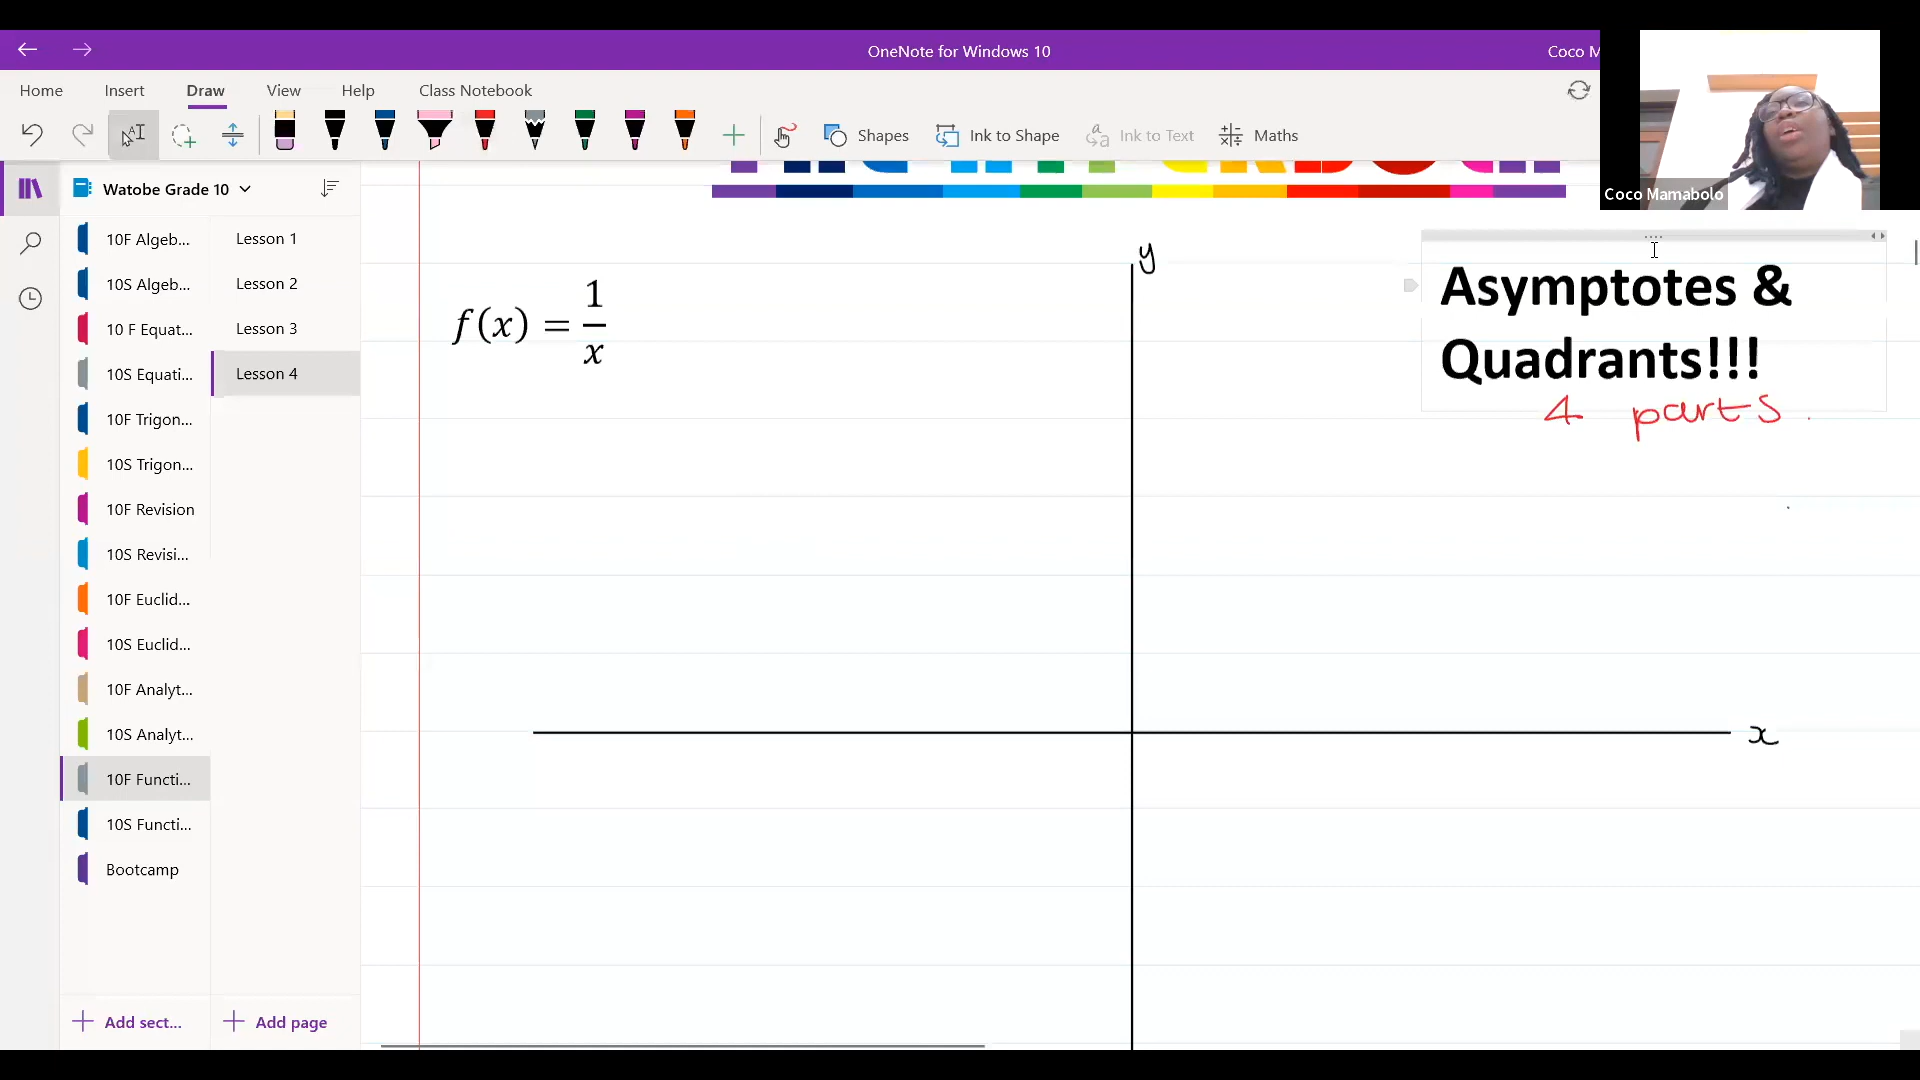 OneNote for Windows 10
Coco M
Home
Insert
Draw
View
Help
Class Notebook
Shapes
Ink to Shape
Ink to Text
Maths
Coco Mamabolo
Watobe Grade 10
10F Algeb...
10S Algeb...
10 F Equat...
10S Equati...
10F Trigon...
10S Trigon...
10F Revision
10S Revisi...
10F Euclid...
10S Euclid...
10F Analyt...
10S Analyt...
10F Functi...
10S Functi...
Bootcamp
Add sect...
Lesson 1
Lesson 2
Lesson 3
Lesson 4
Add page
f(x) = 1/x
y
x
Asymptotes &
Quadrants!!!
4 parts.